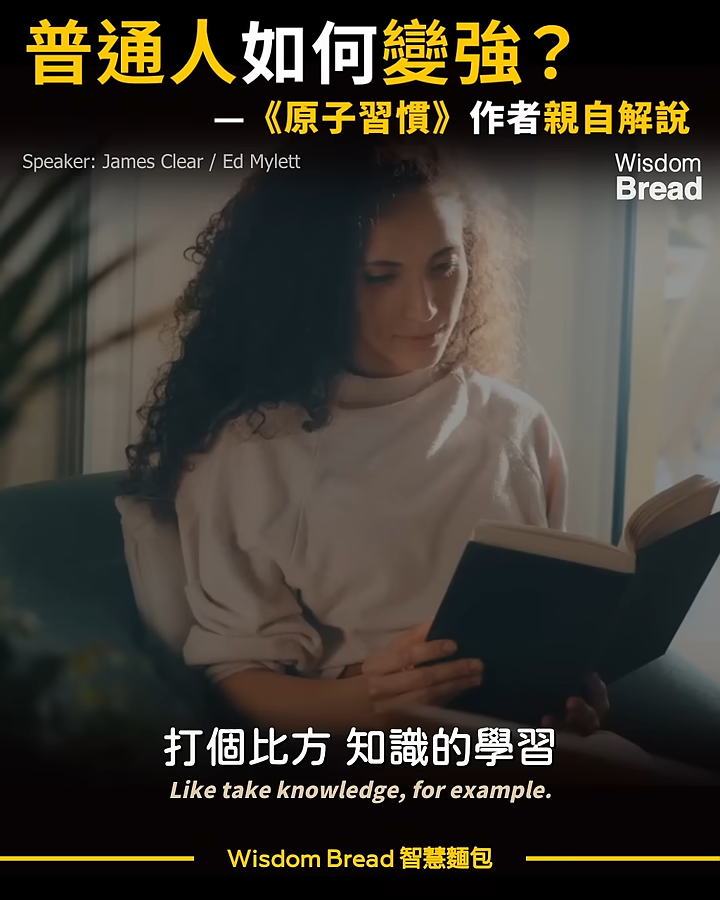 普通人如何變強？
—《原子習慣》作者親自解說
Speaker: James Clear / Ed Mylett
Wisdom
Bread
打個比方 知識的學習
Like take knowledge, for example.
Wisdom Bread 智慧麵包